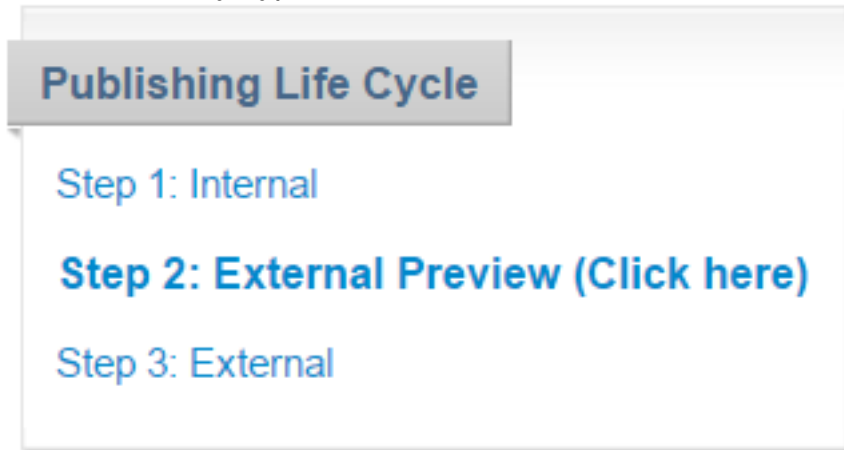 Publishing Life Cycle
Step 1: Internal
Step 2: External Preview (Click here)
Step 3: External